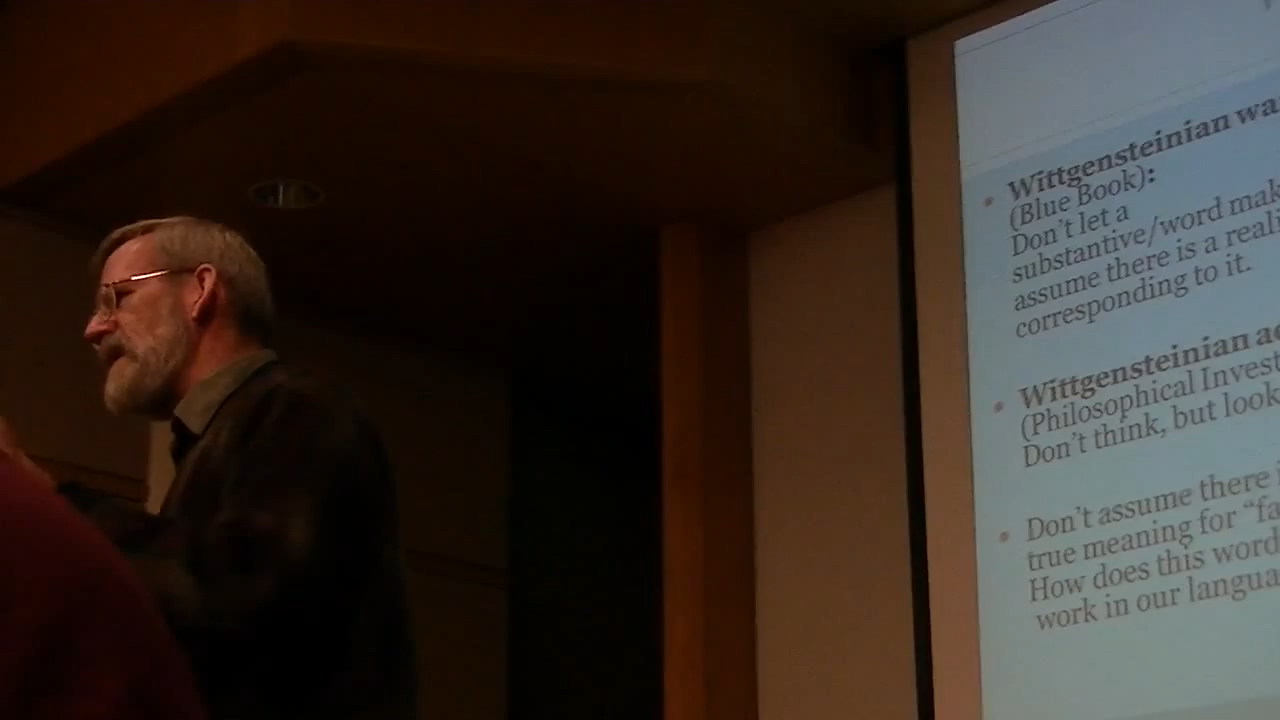 Wittgensteinian wa
(Blue Book):
Don't let a
substantive/word mak
assume there is a reali
corresponding to it.
Wittgensteinian ad
(Philosophical Invest
Don't think, but look
Don't assume there i
true meaning for "fa
How does this word
work in our langua